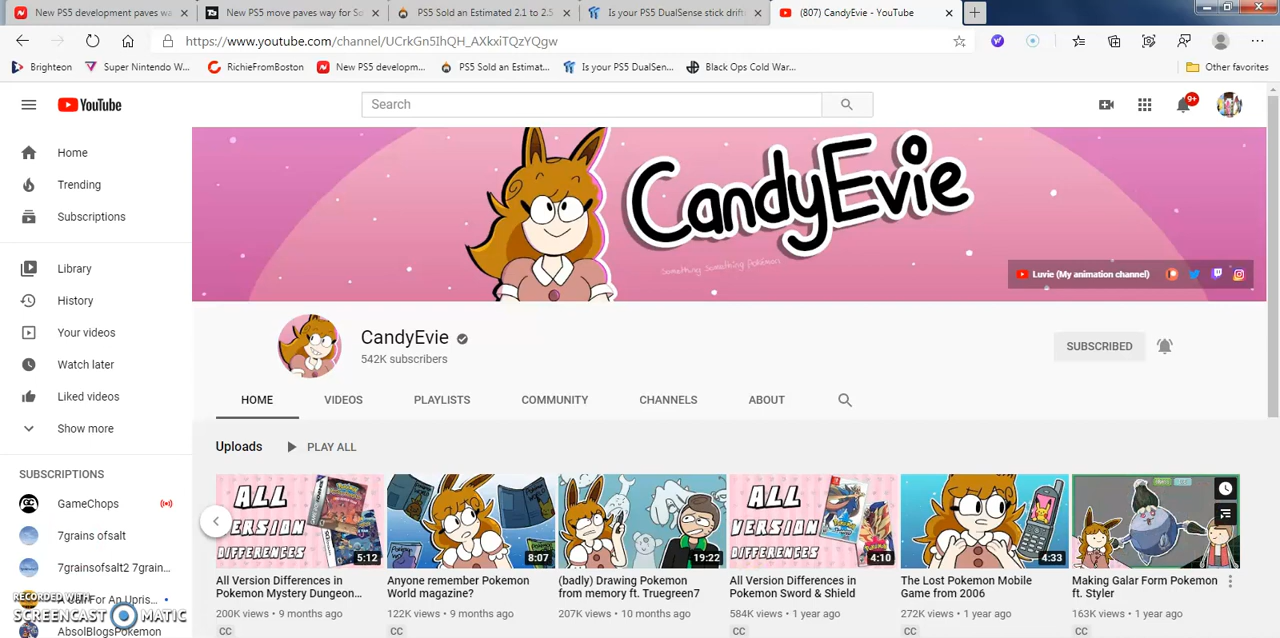 New PS5 development paves wa
New PS5 move paves way for So
PS5 Sold an Estimated 2.1 to 2.5
Is your PS5 DualSense stick drift
(807) CandyEvie - YouTube
https://www.youtube.com/channel/UCrkGn5IhQH_AXkxiTQzYQgw
Brighteon
Super Nintendo W...
RichieFromBoston
New PS5 developm...
PS5 Sold an Estimat...
Is your PS5 DualSen...
Black Ops Cold War...
Other favorites
YouTube
Search
9+
Home
Trending
Subscriptions
Library
History
Your videos
Watch later
Liked videos
Show more
SUBSCRIPTIONS
GameChops
7grains ofsalt
7grainsofsalt2 7grain...
For An Upris...
AbsolBlogsPokemon
RECORDED WITH
SCREENCAST MATIC
CandyEvie
Something Something Pokémon
Luvie (My animation channel)
CandyEvie
542K subscribers
SUBSCRIBED
HOME
VIDEOS
PLAYLISTS
COMMUNITY
CHANNELS
ABOUT
Uploads
PLAY ALL
ALL
VERSION
DIFFERENCES
5:12
All Version Differences in
Pokemon Mystery Dungeon...
200K views • 9 months ago
CC
8:07
Anyone remember Pokemon
World magazine?
122K views • 9 months ago
CC
19:22
(badly) Drawing Pokemon
from memory ft. Truegreen7
207K views • 10 months ago
ALL
VERSION
DIFFERENCES
4:10
All Version Differences in
Pokemon Sword & Shield
584K views • 1 year ago
CC
4:33
The Lost Pokemon Mobile
Game from 2006
272K views • 1 year ago
CC
Making Galar Form Pokemon
ft. Styler
163K views • 1 year ago
CC